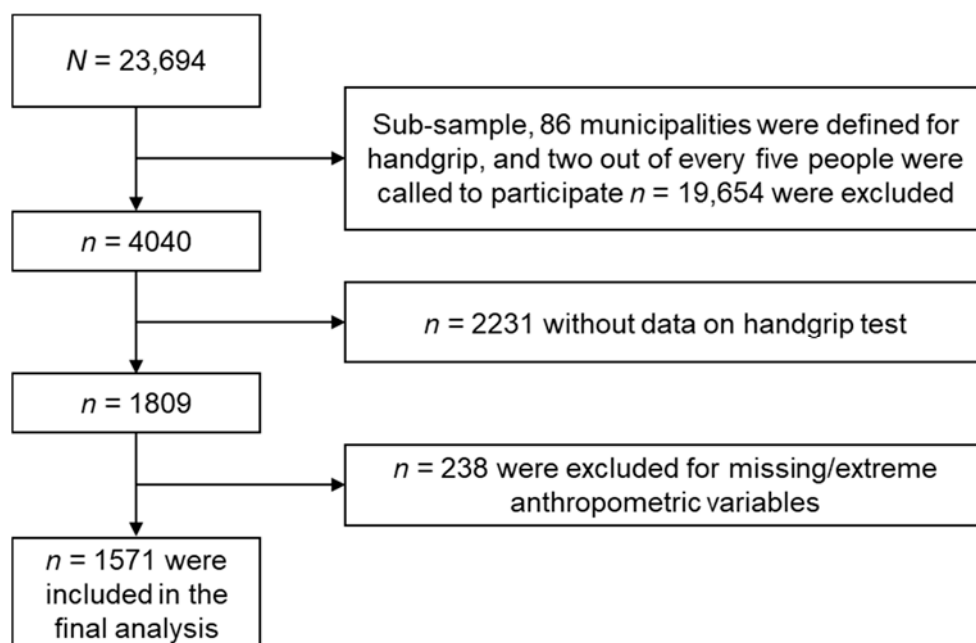 N = 23,694
Sub-sample, 86 municipalities were defined for
handgrip, and two out of every five people were
called to participate n = 19,654 were excluded
n = 4040
n = 2231 without data on handgrip test
n = 1809
n = 238 were excluded for missing/extreme
anthropometric variables
n = 1571 were
included in the
final analysis